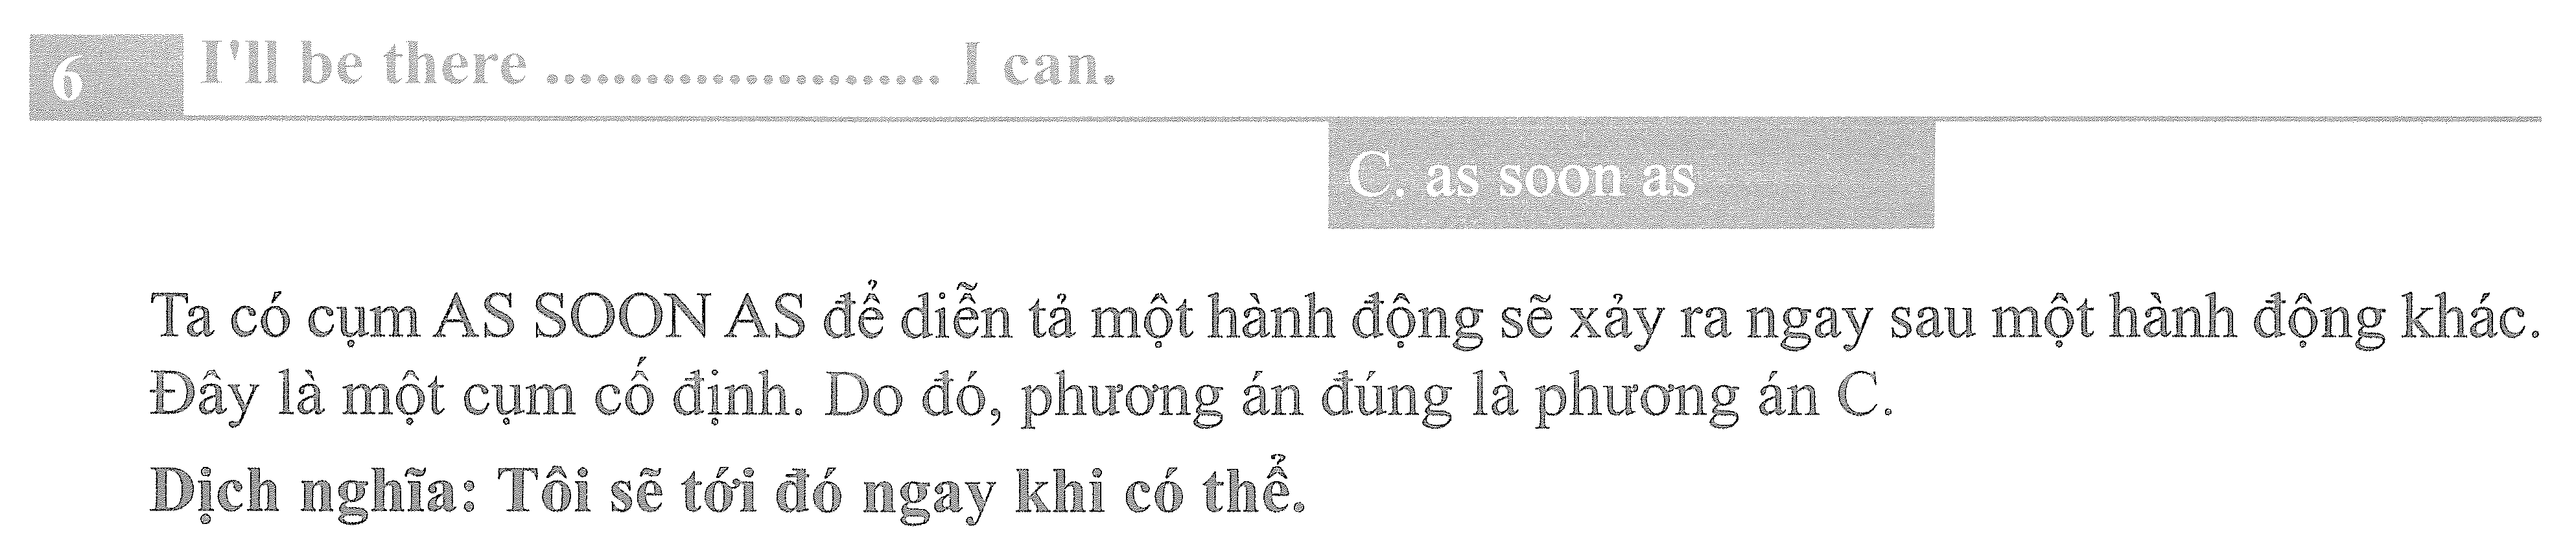 6 I'll be there ........................ I can.
C. as soon as
Ta có cụm AS SOON AS để diễn tả một hành động sẽ xảy ra ngay sau một hành động khác.
Đây là một cụm cố định. Do đó, phương án đúng là phương án C.
Dịch nghĩa: Tôi sẽ tới đó ngay khi có thể.